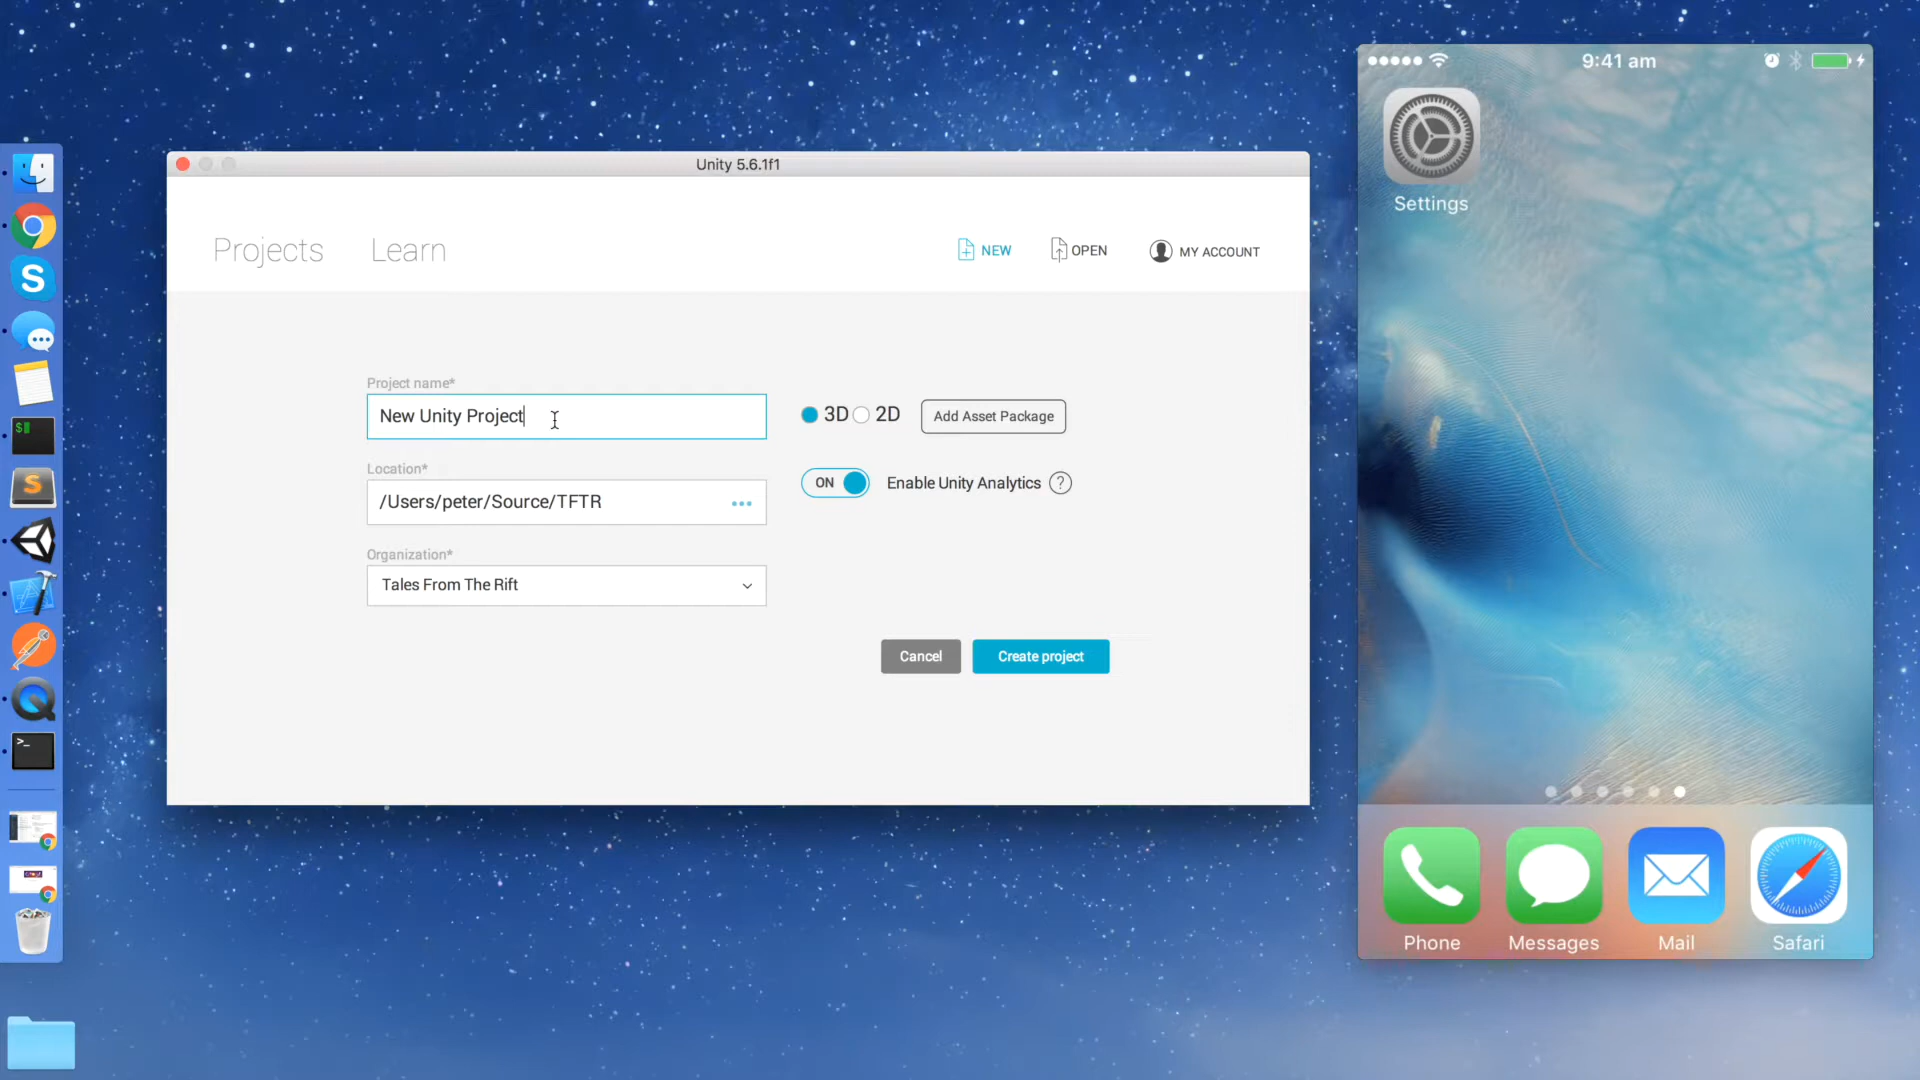 Unity 5.6.1f1
Projects
Learn
NEW
OPEN
MY ACCOUNT
Project name*
New Unity Project
3D
2D
Add Asset Package
Location*
/Users/peter/Source/TFTR
ON
Enable Unity Analytics
?
Organization*
Tales From The Rift
Cancel
Create project
9:41 am
Settings
Phone
Messages
Mail
Safari